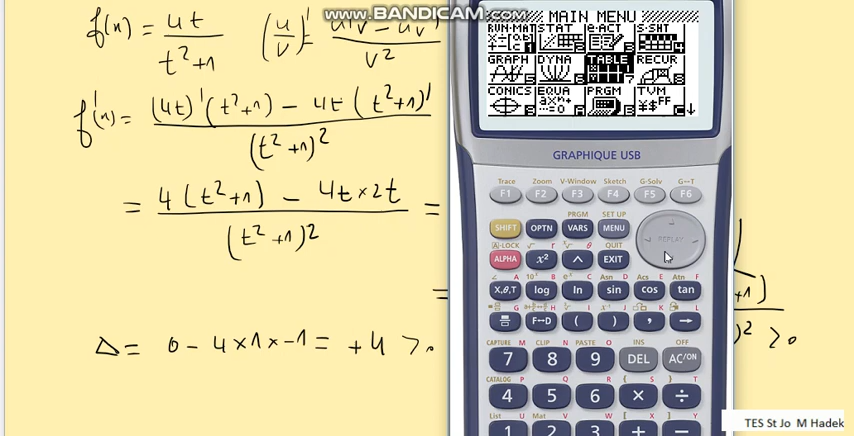 www.BANDICAM.com
f(x) = 4t / t²+1 (u/v)' = u'v - uv' / v²
f'(x) = (4t)'(t²+1) - 4t(t²+1)' / (t²+1)²
= 4(t²+1) - 4t×2t / (t²+1)² =
=
+1) / )² >0
Δ = 0 - 4×1×-1 = +4 >0
MAIN MENU
RUN·MAT STAT e·ACT S·SHT
GRAPH DYNA TABLE RECUR
CONICS EQUA PRGM TVM
GRAPHIQUE USB
Trace Zoom V-Window Sketch G-Solv G↔T
F1 F2 F3 F4 F5 F6
PRGM SET UP
SHIFT OPTN VARS MENU
REPLAY
A-LOCK QUIT
ALPHA x² ^ EXIT
X,θ,T log ln sin cos tan
F↔D ( ) , →
CAPTURE M CLIP N PASTE O INS OFF
7 8 9 DEL AC/ON
CATALOG P Q R S T
4 5 6 × ÷
List U Mat V W X Y
1 2 3 + −
TES St Jo M Hadek